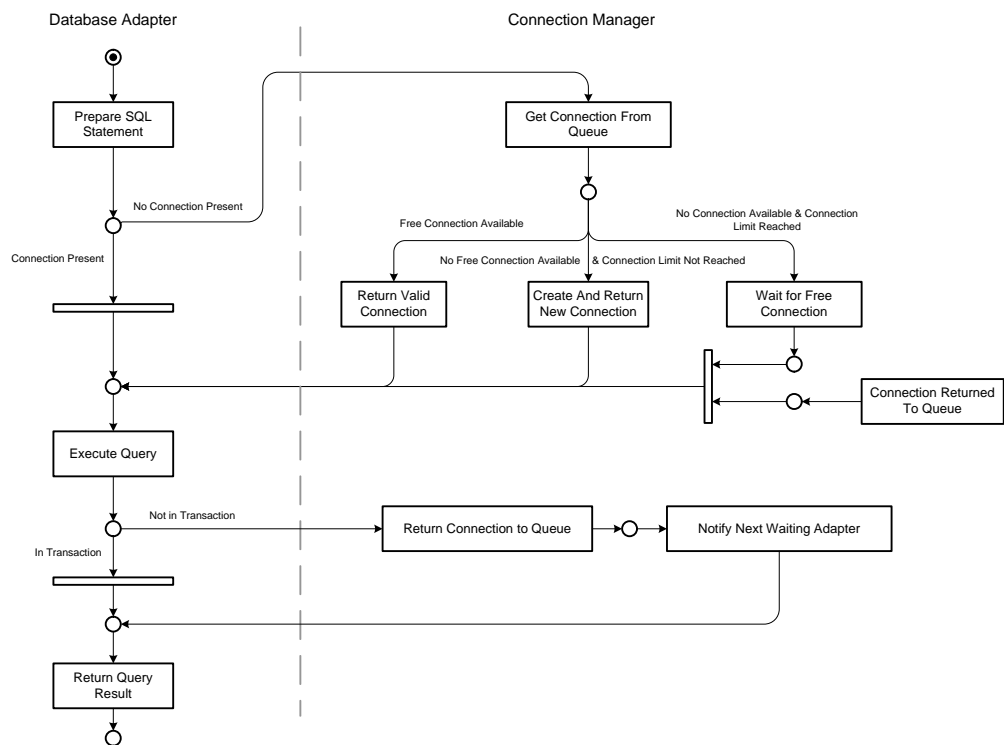 Database Adapter
Connection Manager
Prepare SQL
Statement
Get Connection From
Queue
No Connection Present
Free Connection Available
No Connection Available & Connection
Limit Reached
Connection Present
No Free Connection Available & Connection Limit Not Reached
Return Valid
Connection
Create And Return
New Connection
Wait for Free
Connection
Connection Returned
To Queue
Execute Query
Not in Transaction
Return Connection to Queue
Notify Next Waiting Adapter
In Transaction
Return Query
Result